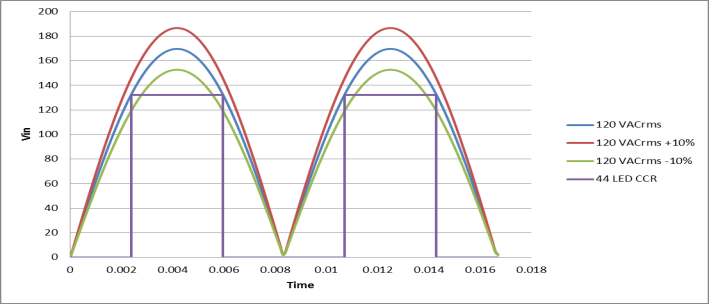 200
180
160
140
120
100
80
60
40
20
0
Vin
0 0.002 0.004 0.006 0.008 0.01 0.012 0.014 0.016 0.018
Time
120 VACrms
120 VACrms +10%
120 VACrms -10%
44 LED CCR